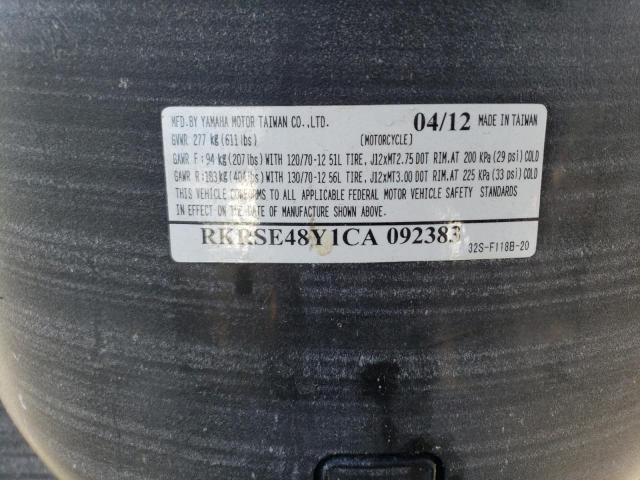 MFD.BY YAMAHA MOTOR TAIWAN CO.,LTD. 04/12 MADE IN TAIWAN
GVWR 277 kg(611 lbs) [MOTORCYCLE]
GAWR F:94 kg(207 lbs)WITH 120/70-12 51L TIRE, J12xMT2.75 DOT RIM.AT 200 KPa(29 psi)COLD
GAWR R:183 kg(404 lbs)WITH 130/70-12 56L TIRE, J12xMT3.00 DOT RIM.AT 225 KPa(33 psi)COLD
THIS VEHICLE CONFORMS TO ALL APPLICABLE FEDERAL MOTOR VEHICLE SAFETY STANDARDS
IN EFFECT ON THE DATE OF MANUFACTURE SHOWN ABOVE.
RKRSE48Y1CA 092383
32S-F118B-20